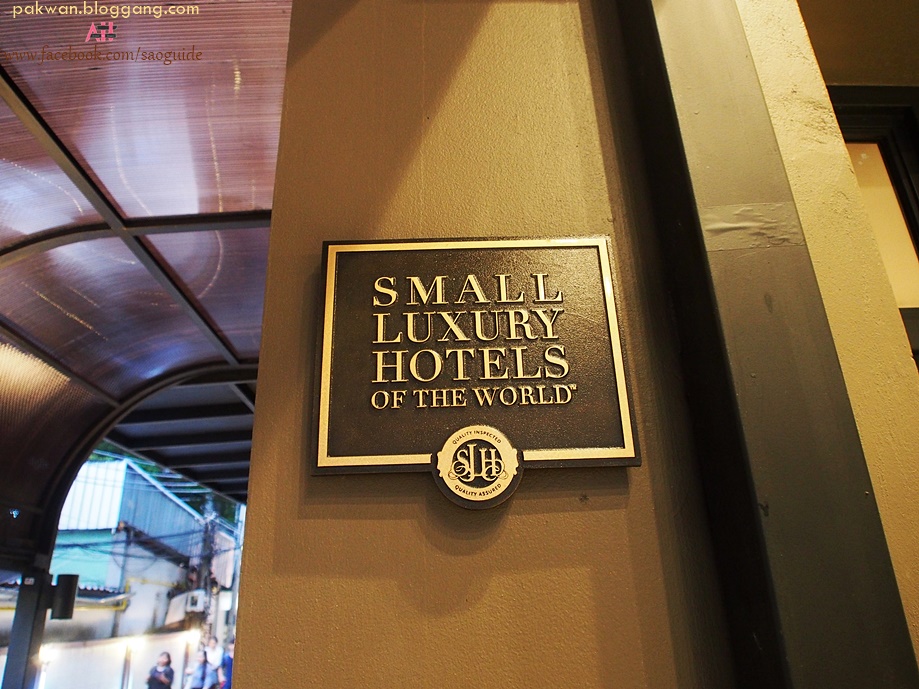 pakwan.bloggang.com
www.facebook.com/saoguide
SMALL
LUXURY
HOTELS
OF THE WORLD™
QUALITY INSPECTED
SLH
QUALITY ASSURED